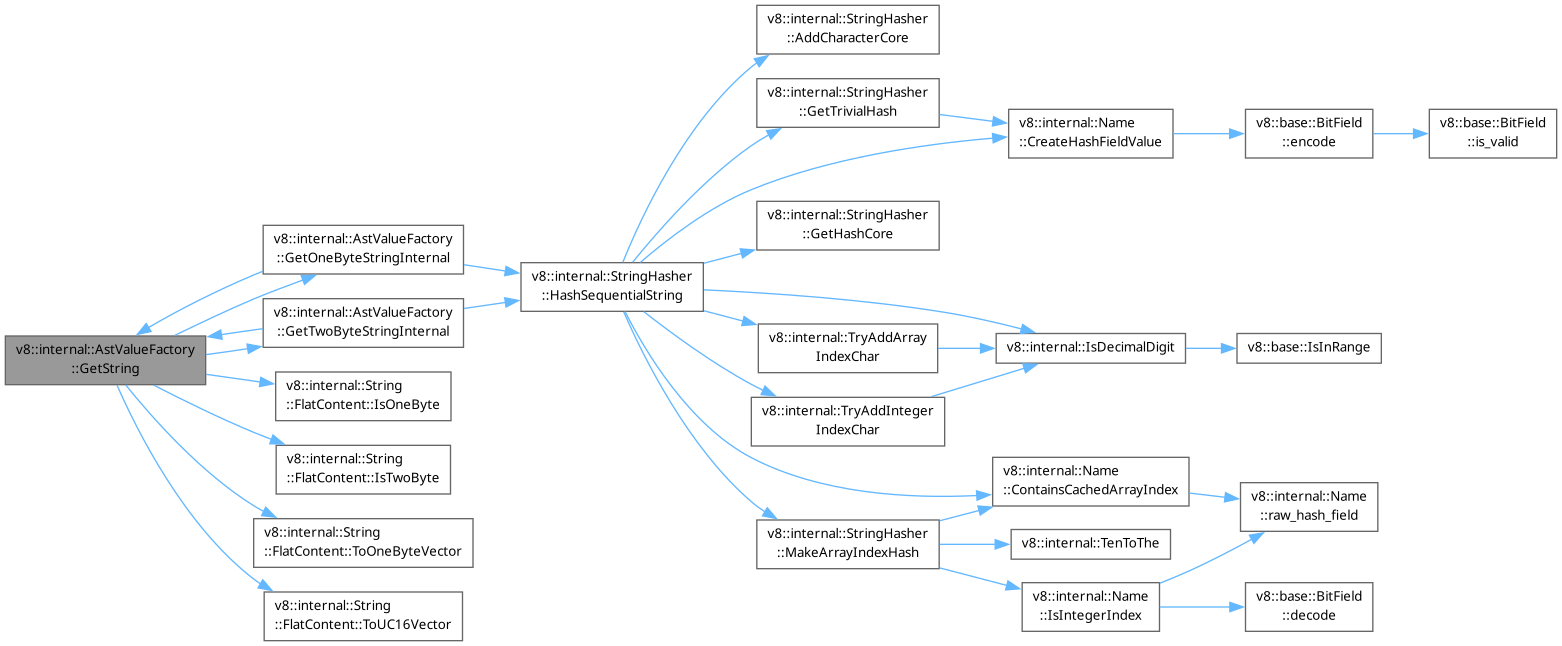 v8::internal::AstValueFactory
::GetString
v8::internal::AstValueFactory
::GetOneByteStringInternal
v8::internal::AstValueFactory
::GetTwoByteStringInternal
v8::internal::String
::FlatContent::IsOneByte
v8::internal::String
::FlatContent::IsTwoByte
v8::internal::String
::FlatContent::ToOneByteVector
v8::internal::String
::FlatContent::ToUC16Vector
v8::internal::StringHasher
::HashSequentialString
v8::internal::StringHasher
::AddCharacterCore
v8::internal::StringHasher
::GetTrivialHash
v8::internal::StringHasher
::GetHashCore
v8::internal::TryAddArray
IndexChar
v8::internal::TryAddInteger
IndexChar
v8::internal::StringHasher
::MakeArrayIndexHash
v8::internal::Name
::CreateHashFieldValue
v8::internal::IsDecimalDigit
v8::internal::Name
::ContainsCachedArrayIndex
v8::internal::TenToThe
v8::internal::Name
::IsIntegerIndex
v8::base::BitField
::encode
v8::base::IsInRange
v8::internal::Name
::raw_hash_field
v8::base::BitField
::decode
v8::base::BitField
::is_valid